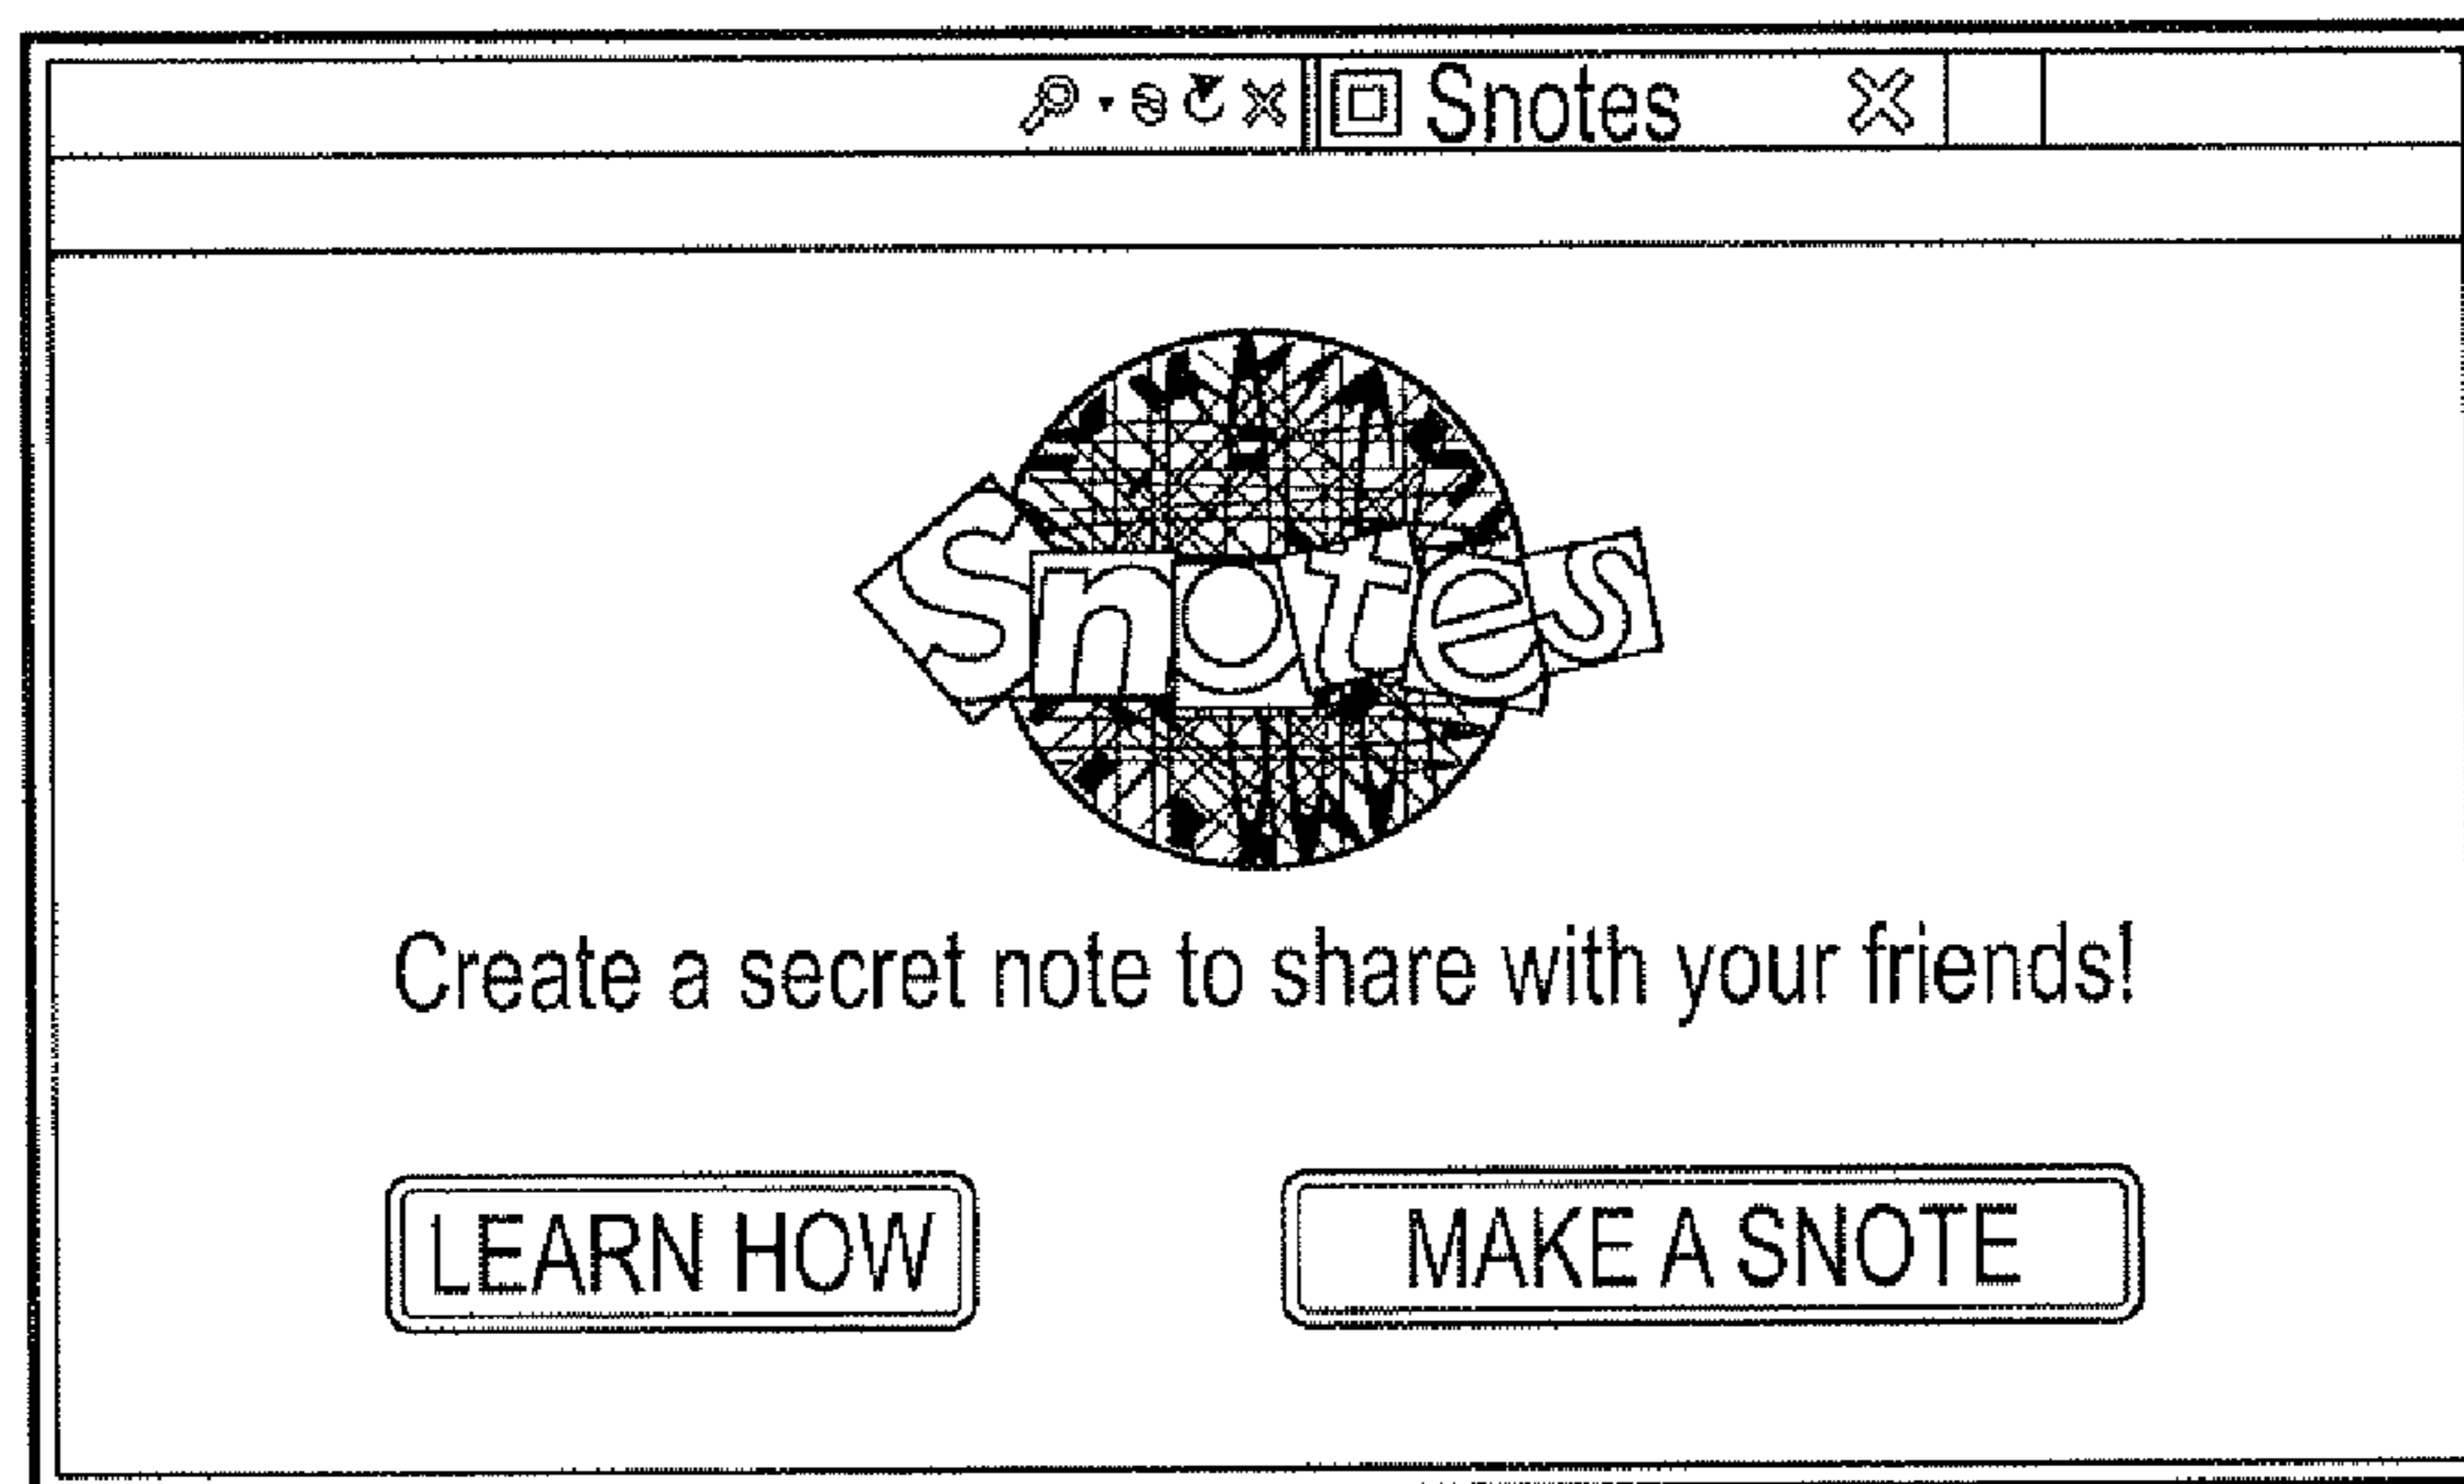 Snotes
Snotes
Create a secret note to share with your friends!
LEARN HOW
MAKE A SNOTE